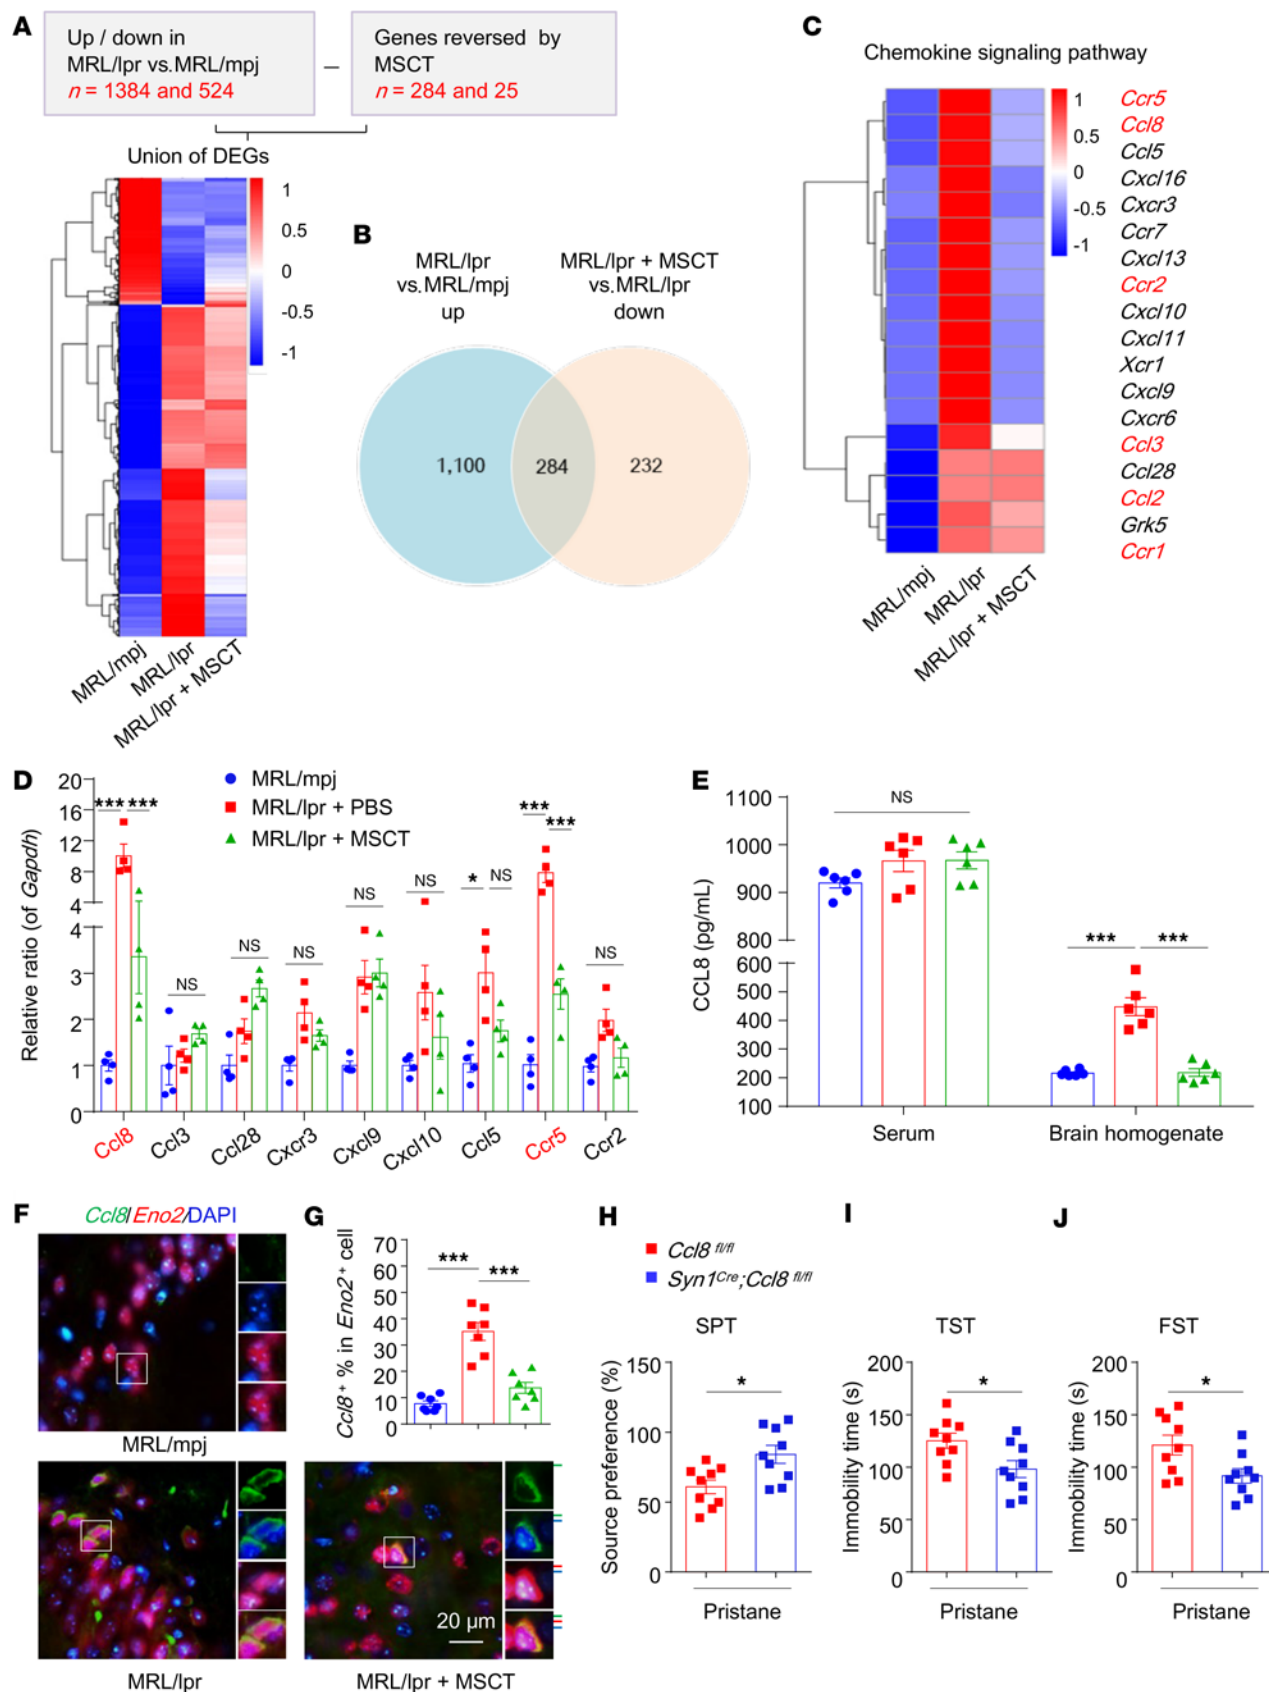 A
Up / down in
MRL/lpr vs.MRL/mpj
n = 1384 and 524
–
Genes reversed by
MSCT
n = 284 and 25
Union of DEGs
1
0.5
0
-0.5
-1
MRL/mpj
MRL/lpr
MRL/lpr + MSCT
B
MRL/lpr
vs.MRL/mpj
up
MRL/lpr + MSCT
vs.MRL/lpr
down
1,100
284
232
C
Chemokine signaling pathway
1
0.5
0
-0.5
-1
Ccr5
Ccl8
Ccl5
Cxcl16
Cxcr3
Ccr7
Cxcl13
Ccr2
Cxcl10
Cxcl11
Xcr1
Cxcl9
Cxcr6
Ccl3
Ccl28
Ccl2
Grk5
Ccr1
MRL/mpj
MRL/lpr
MRL/lpr + MSCT
D
Relative ratio (of Gapdh)
20
16
12
8
4
4
3
2
1
0
MRL/mpj
MRL/lpr + PBS
MRL/lpr + MSCT
*** ***
NS
NS
NS
NS
NS
* NS
***
***
NS
Ccl8
Ccl3
Ccl28
Cxcr3
Cxcl9
Cxcl10
Ccl5
Ccr5
Ccr2
E
CCL8 (pg/mL)
1100
1000
900
800
600
500
400
300
200
100
NS
*** ***
Serum
Brain homogenate
F
Ccl8/Eno2/DAPI
MRL/mpj
MRL/lpr
20 µm
MRL/lpr + MSCT
G
Ccl8+ % in Eno2+ cell
70
60
50
40
30
20
10
0
***
***
H
Ccl8 fl/fl
Syn1Cre;Ccl8 fl/fl
SPT
Source preference (%)
150
100
50
0
*
Pristane
I
TST
Immobility time (s)
200
150
100
50
0
*
Pristane
J
FST
Immobility time (s)
200
150
100
50
0
*
Pristane